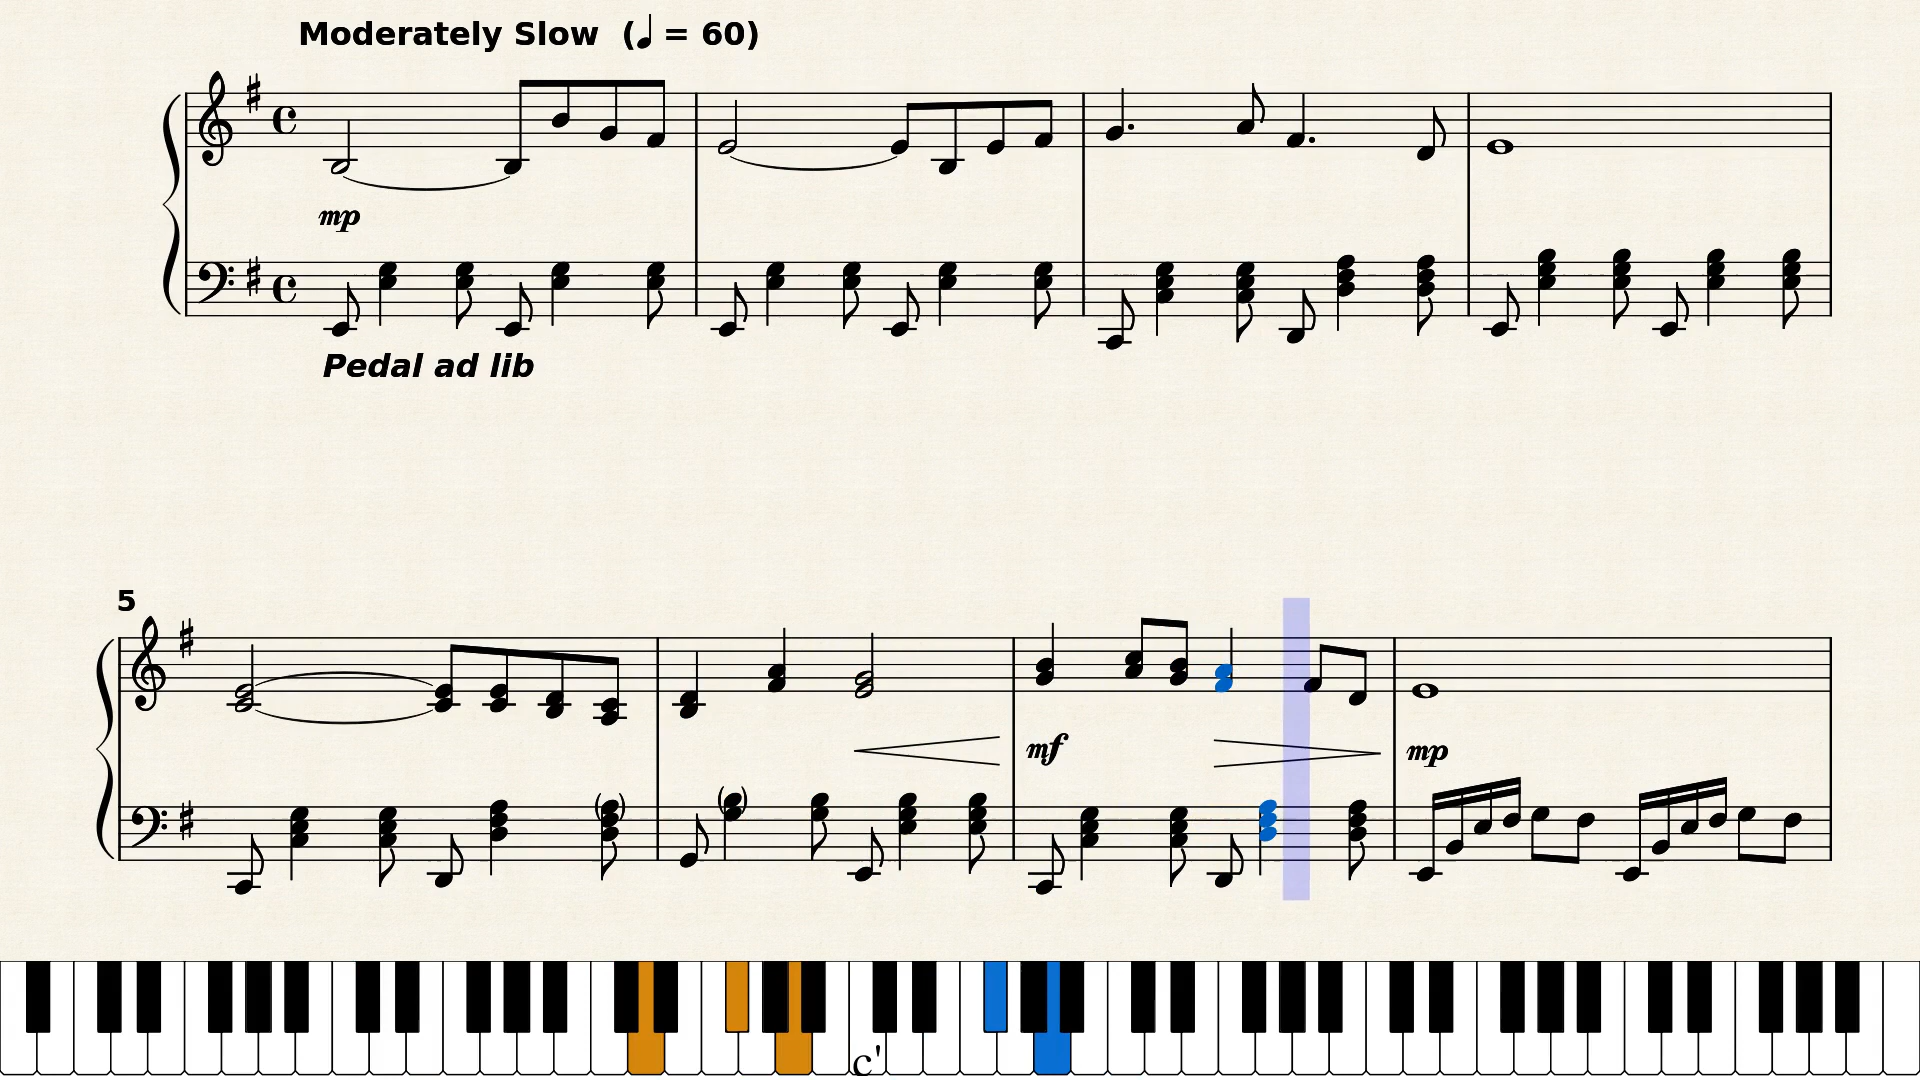 Moderately Slow (♩ = 60)
mp
Pedal ad lib
5
mf
mp
c'